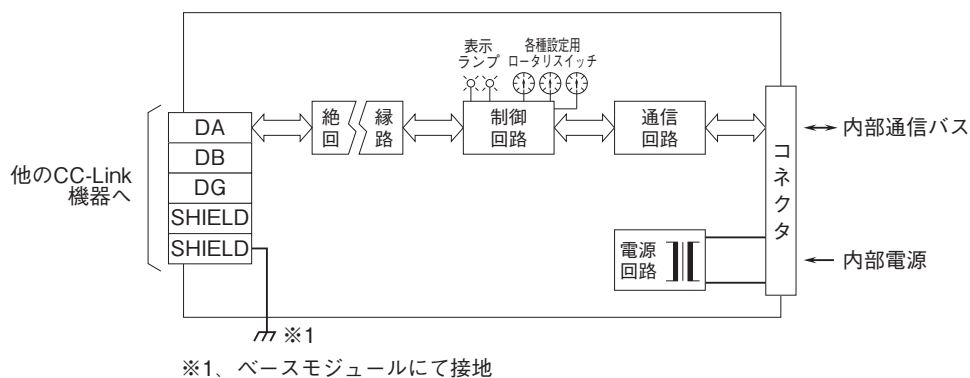 表示
ランプ
各種設定用
ロータリスイッチ
他のCC-Link
機器へ
DA
DB
DG
SHIELD
SHIELD
絶 縁
回 路
制御
回路
通信
回路
コネクタ
内部通信バス
電源
回路
内部電源
※1
※1、ベースモジュールにて接地